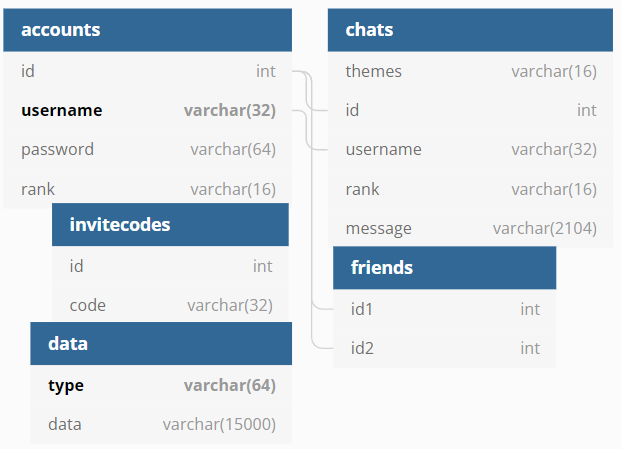 accounts
id int
username varchar(32)
password varchar(64)
rank varchar(16)
chats
themes varchar(16)
id int
username varchar(32)
rank varchar(16)
message varchar(2104)
invitecodes
id int
code varchar(32)
friends
id1 int
id2 int
data
type varchar(64)
data varchar(15000)